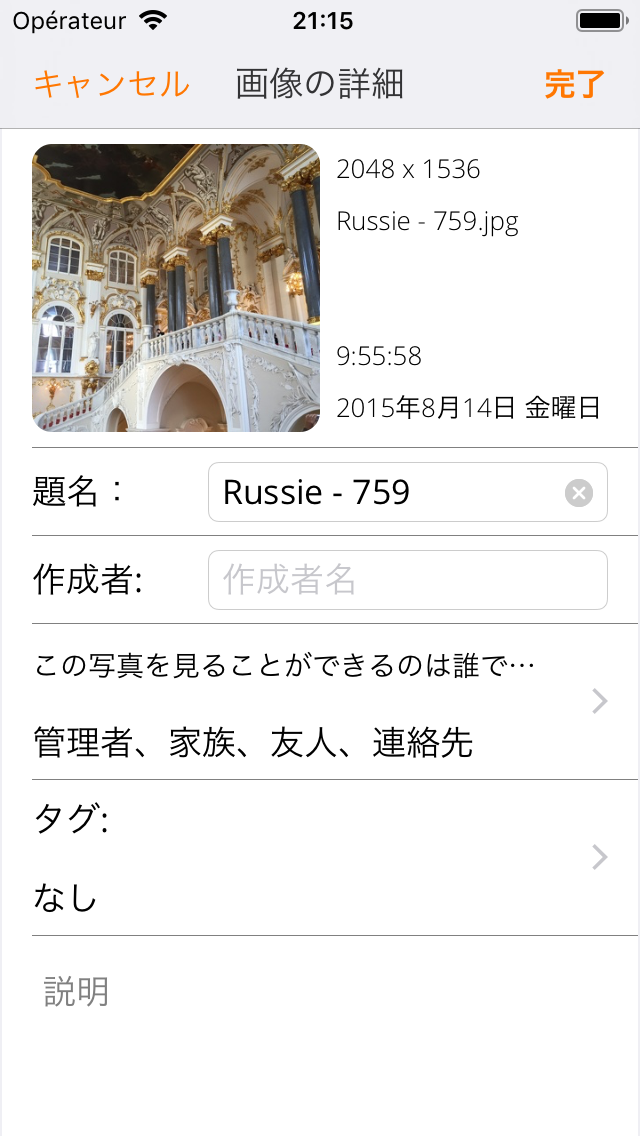 Opérateur 21:15
キャンセル 画像の詳細 完了
2048 x 1536
Russie - 759.jpg
9:55:58
2015年8月14日 金曜日
題名： Russie - 759
作成者: 作成者名
この写真を見ることができるのは誰で…
管理者、家族、友人、連絡先
タグ:
なし
説明